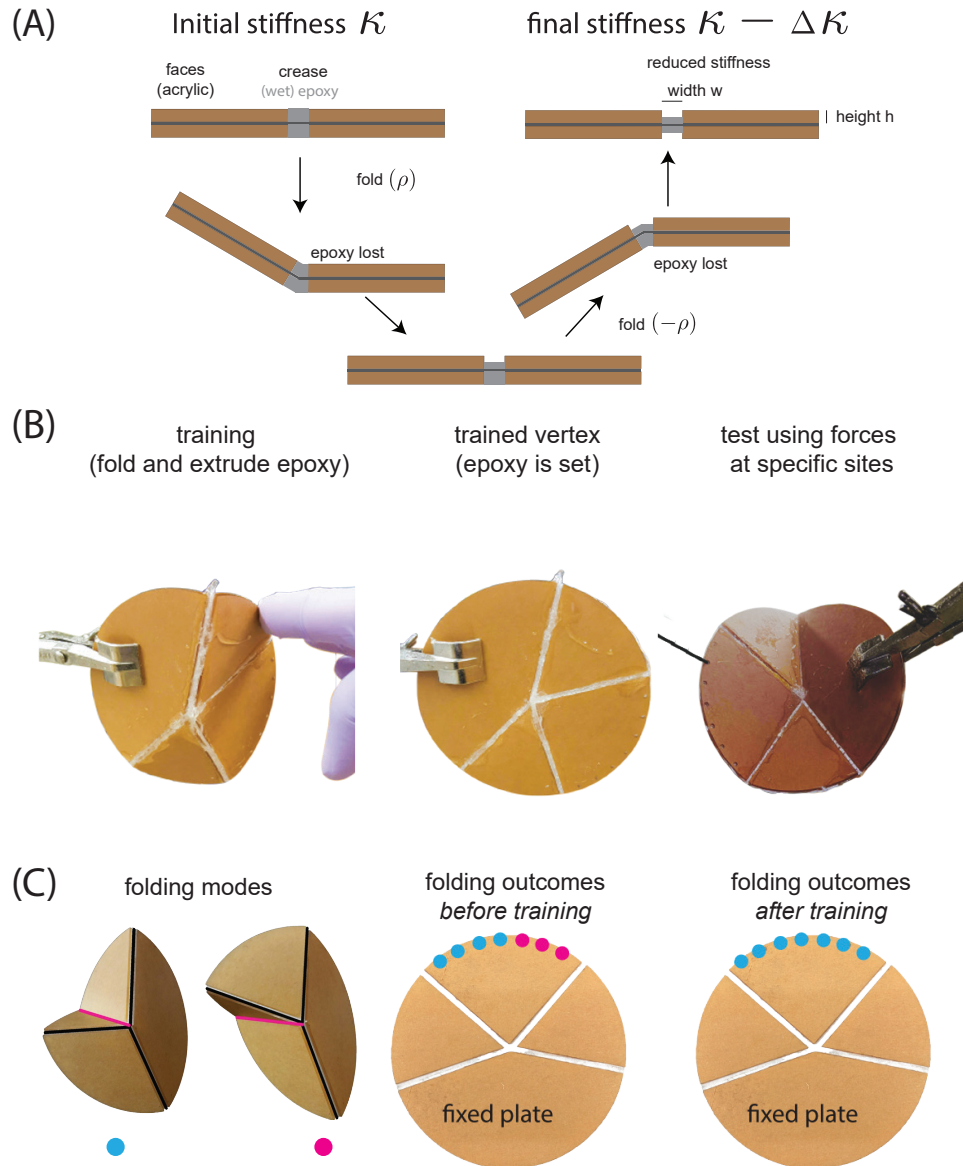 (A)
Initial stiffness κ
final stiffness κ − Δκ
faces
(acrylic)
crease
(wet) epoxy
reduced stiffness
width w
height h
fold (ρ)
epoxy lost
epoxy lost
fold (−ρ)
(B)
training
(fold and extrude epoxy)
trained vertex
(epoxy is set)
test using forces
at specific sites
(C)
folding modes
folding outcomes
before training
folding outcomes
after training
fixed plate
fixed plate